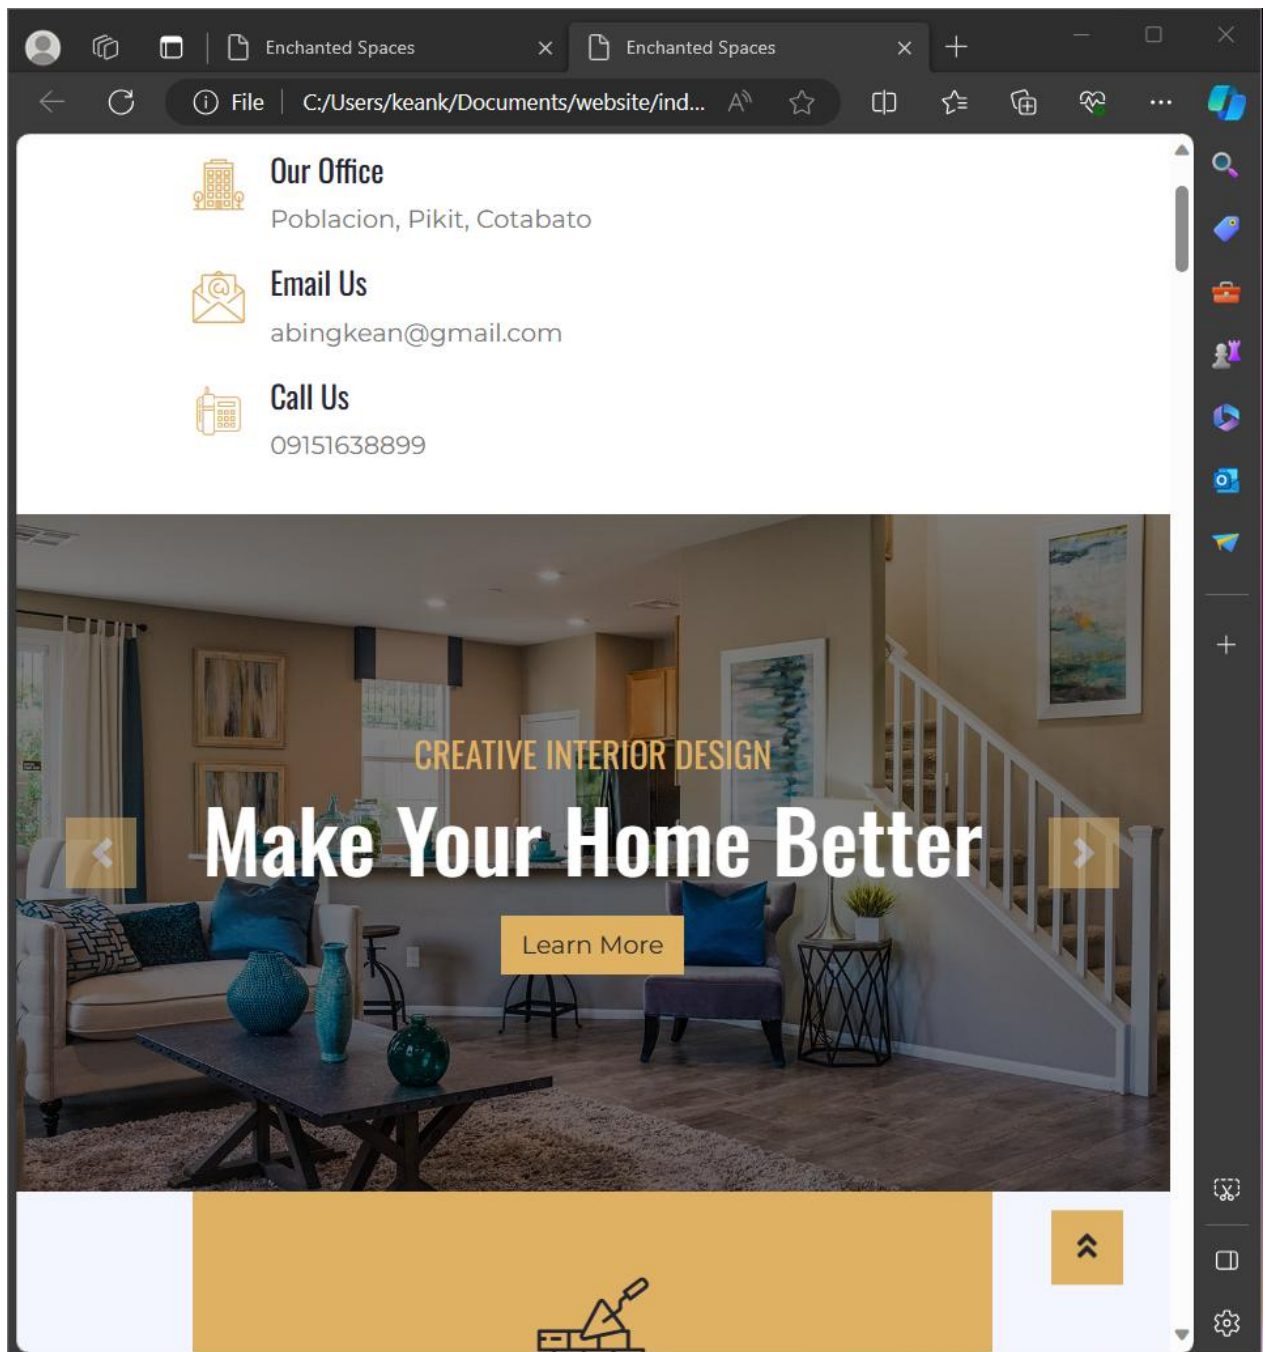 Enchanted Spaces
Enchanted Spaces
File C:/Users/keank/Documents/website/ind...
Our Office
Poblacion, Pikit, Cotabato
Email Us
abingkean@gmail.com
Call Us
09151638899
CREATIVE INTERIOR DESIGN
Make Your Home Better
Learn More